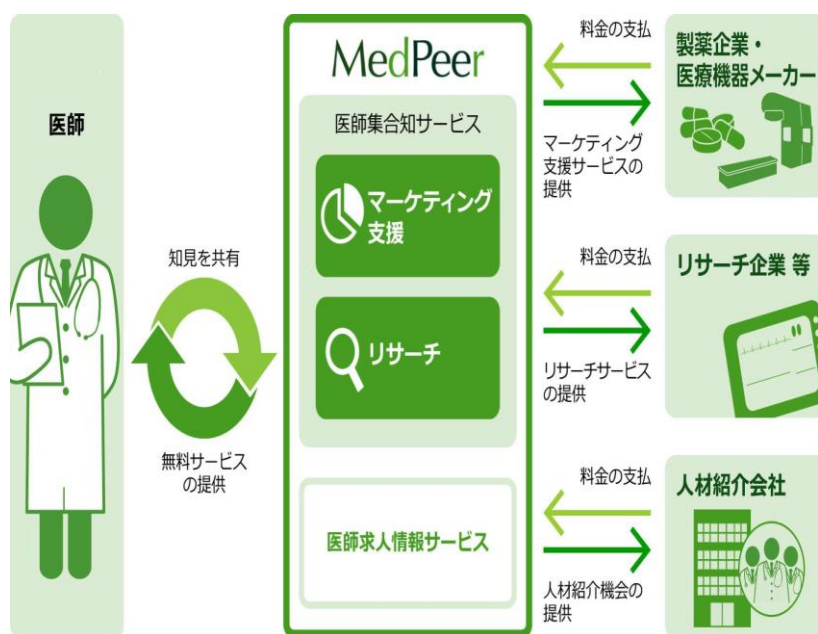 医師
知見を共有
無料サービス
の提供
MedPeer
医師集合知サービス
マーケティング
支援
リサーチ
医師求人情報サービス
料金の支払
マーケティング
支援サービスの
提供
料金の支払
リサーチサービス
の提供
料金の支払
人材紹介機会の
提供
製薬企業・
医療機器メーカー
リサーチ企業 等
人材紹介会社